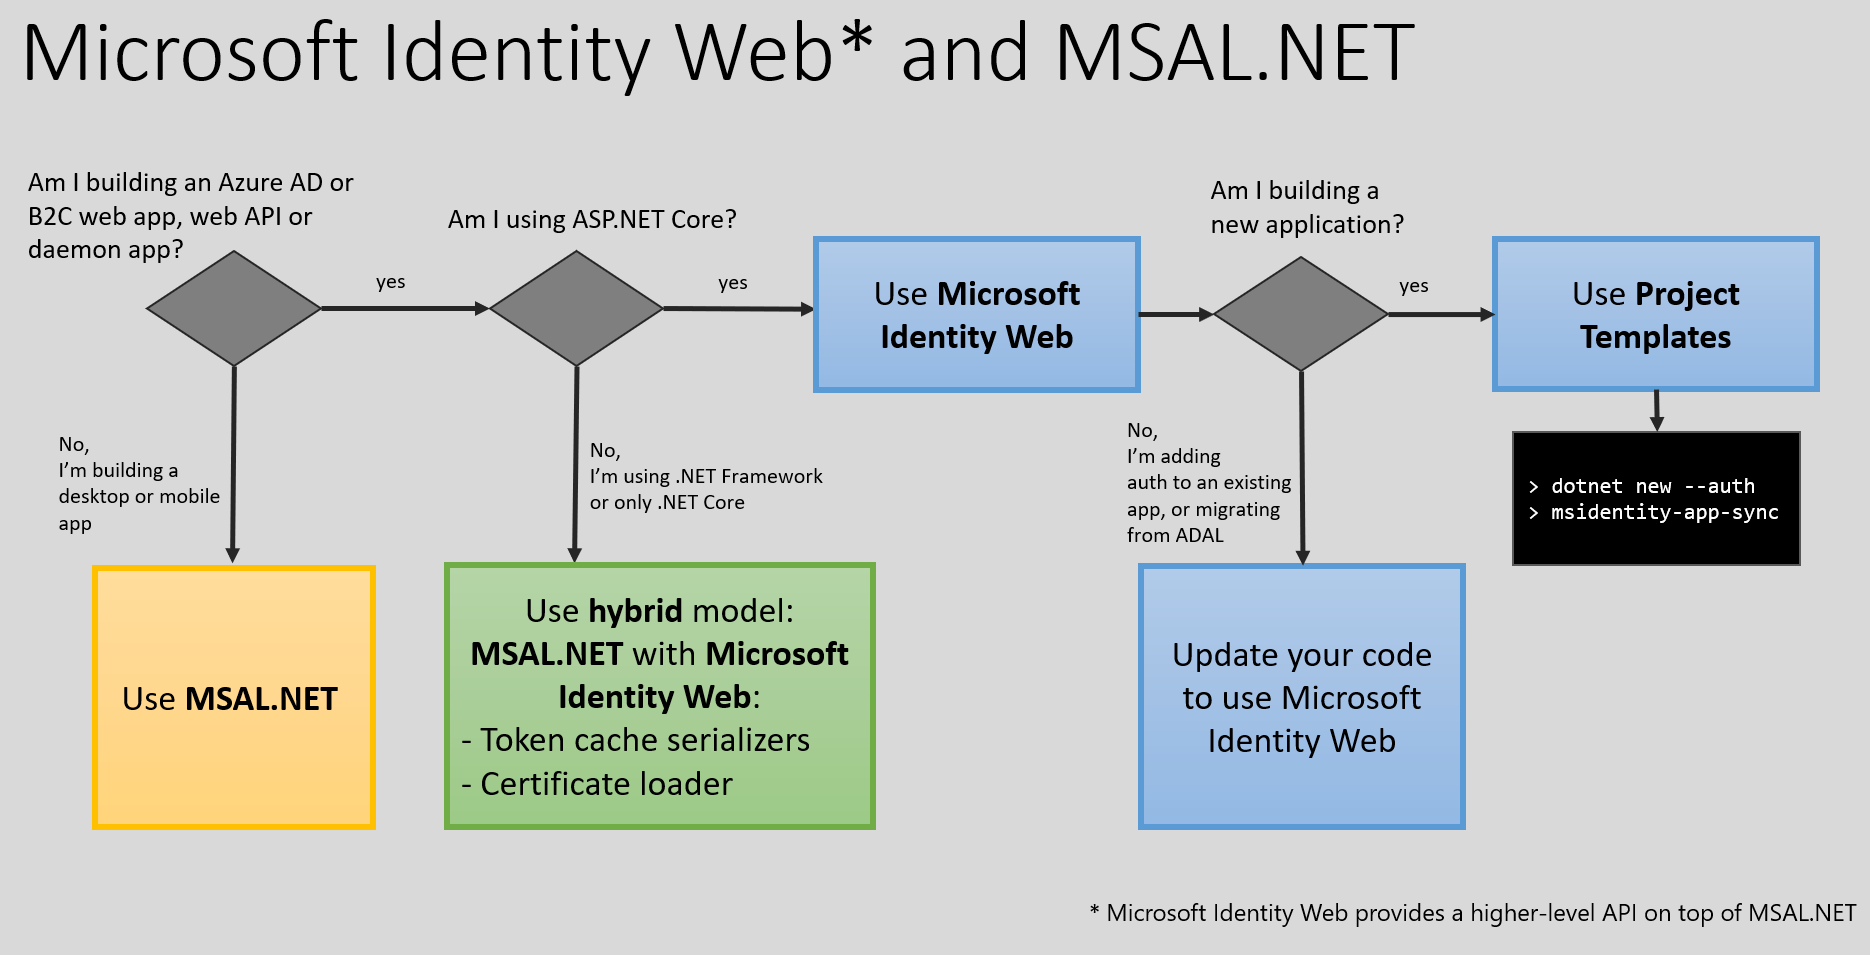 Microsoft Identity Web* and MSAL.NET
Am I building an Azure AD or
B2C web app, web API or
daemon app?
yes
Am I using ASP.NET Core?
yes
Use Microsoft
Identity Web
Am I building a
new application?
yes
Use Project
Templates
> dotnet new --auth
> msidentity-app-sync
No,
I’m building a
desktop or mobile
app
Use MSAL.NET
No,
I’m using .NET Framework
or only .NET Core
Use hybrid model:
MSAL.NET with Microsoft
Identity Web:
- Token cache serializers
- Certificate loader
No,
I’m adding
auth to an existing
app, or migrating
from ADAL
Update your code
to use Microsoft
Identity Web
* Microsoft Identity Web provides a higher-level API on top of MSAL.NET